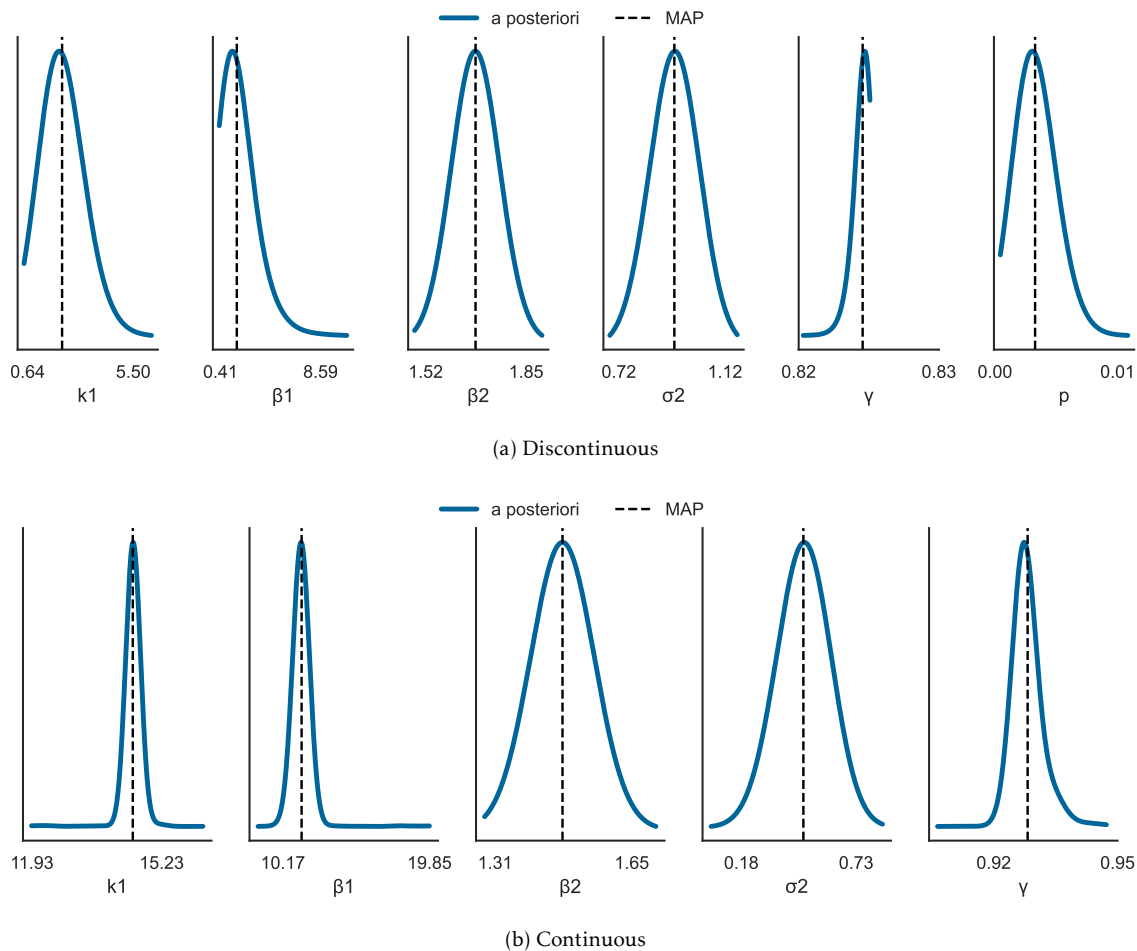 a posteriori MAP
0.64 5.50 0.41 8.59 1.52 1.85 0.72 1.12 0.82 0.83 0.00 0.01
k1 β1 β2 σ2 γ p
(a) Discontinuous
a posteriori MAP
11.93 15.23 10.17 19.85 1.31 1.65 0.18 0.73 0.92 0.95
k1 β1 β2 σ2 γ
(b) Continuous